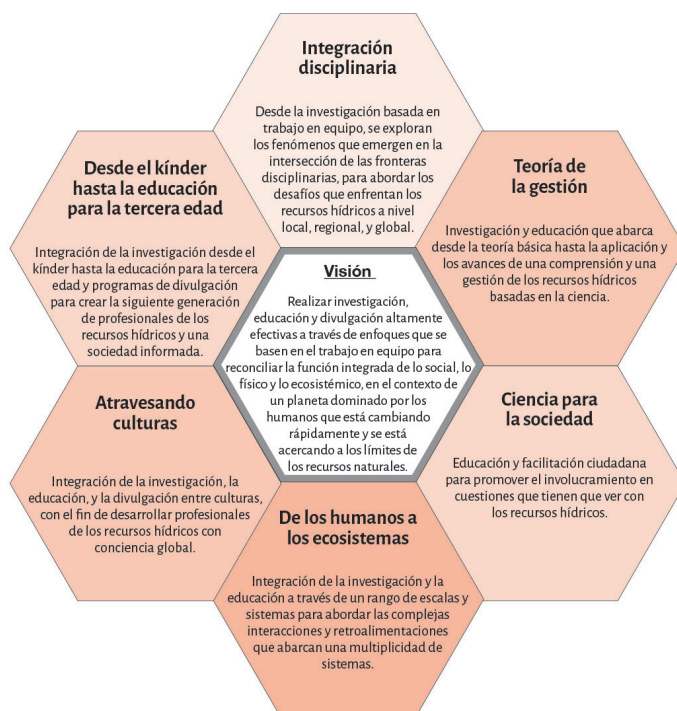 Integración
disciplinaria
Desde la investigación basada en
trabajo en equipo, se exploran
los fenómenos que emergen en la
intersección de las fronteras
disciplinarias, para abordar los
desafíos que enfrentan los
recursos hídricos a nivel
local, regional, y global.
Desde el kínder
hasta la educación
para la tercera edad
Integración de la investigación desde el
kínder hasta la educación para la tercera
edad y programas de divulgación
para crear la siguiente generación
de profesionales de los
recursos hídricos y una
sociedad informada.
Teoría de
la gestión
Investigación y educación que abarca
desde la teoría básica hasta la aplicación y
los avances de una comprensión y una
gestión de los recursos hídricos
basadas en la ciencia.
Visión
Realizar investigación,
educación y divulgación altamente
efectivas a través de enfoques que se
basen en el trabajo en equipo para
reconciliar la función integrada de lo social, lo
físico y lo ecosistémico, en el contexto de
un planeta dominado por los
humanos que está cambiando
rápidamente y se está
acercando a los límites de
los recursos naturales.
Atravesando
culturas
Integración de la investigación, la
educación, y la divulgación entre culturas,
con el fin de desarrollar profesionales
de los recursos hídricos con
conciencia global.
Ciencia para
la sociedad
Educación y facilitación ciudadana
para promover el involucramiento en
cuestiones que tienen que ver con
los recursos hídricos.
De los humanos a
los ecosistemas
Integración de la investigación y la
educación a través de un rango de escalas y
sistemas para abordar las complejas
interacciones y retroalimentaciones
que abarcan una multiplicidad de
sistemas.